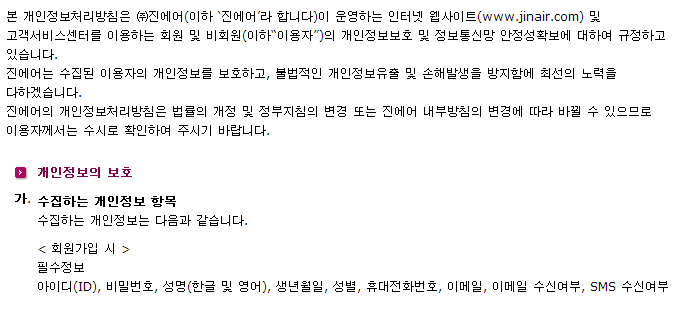 본 개인정보처리방침은 ㈜진에어(이하 ‘진에어’라 합니다)이 운영하는 인터넷 웹사이트(www.jinair.com) 및
고객서비스센터를 이용하는 회원 및 비회원(이하“이용자”)의 개인정보보호 및 정보통신망 안정성확보에 대하여 규정하고
있습니다.
진에어는 수집된 이용자의 개인정보를 보호하고, 불법적인 개인정보유출 및 손해발생을 방지함에 최선의 노력을
다하겠습니다.
진에어의 개인정보처리방침은 법률의 개정 및 정부지침의 변경 또는 진에어 내부방침의 변경에 따라 바뀔 수 있으므로
이용자께서는 수시로 확인하여 주시기 바랍니다.
개인정보의 보호
가. 수집하는 개인정보 항목
수집하는 개인정보는 다음과 같습니다.
< 회원가입 시 >
필수정보
아이디(ID), 비밀번호, 성명(한글 및 영어), 생년월일, 성별, 휴대전화번호, 이메일, 이메일 수신여부, SMS 수신여부